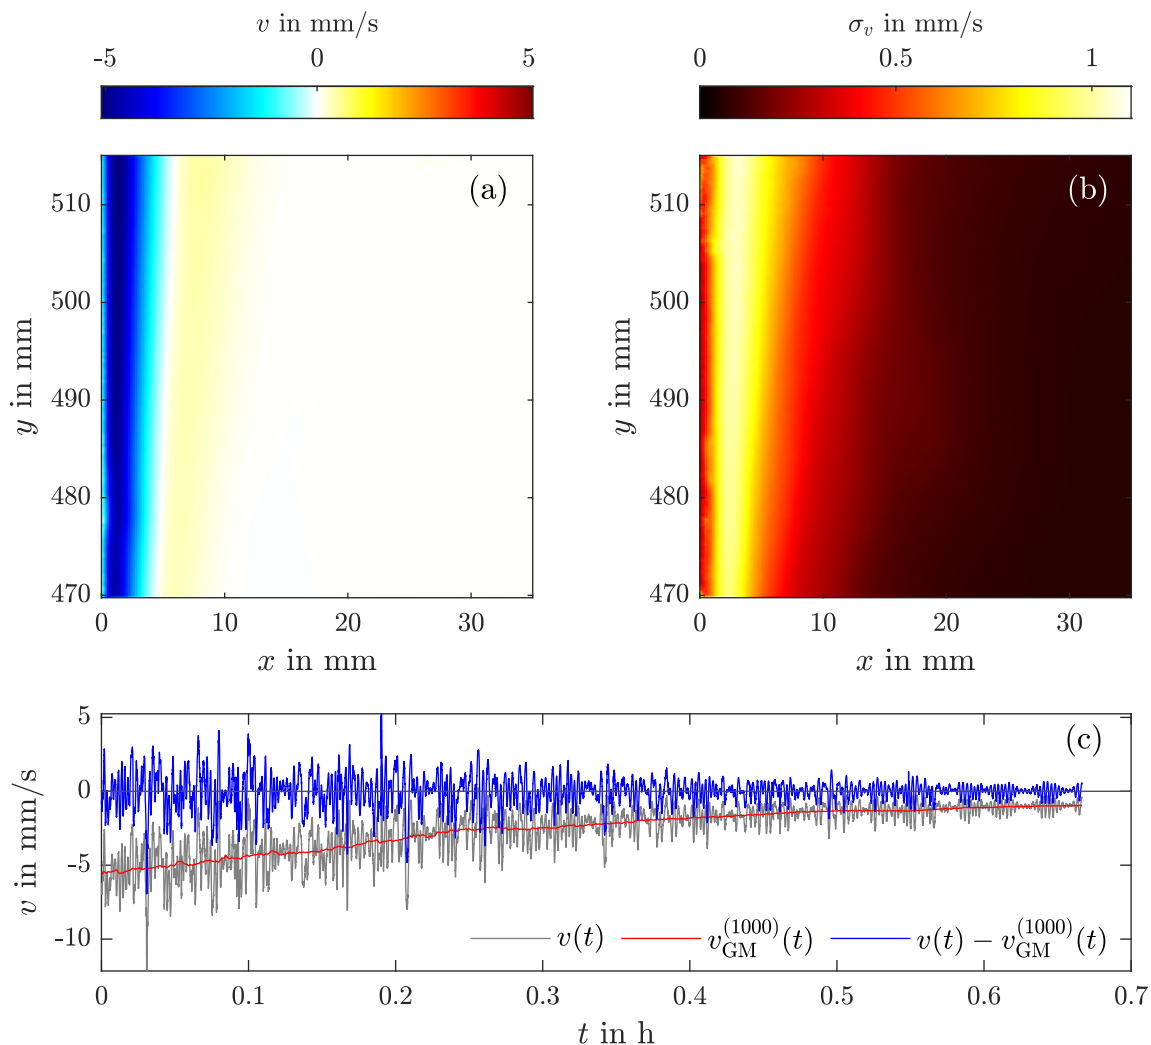 v in mm/s
-5 0 5
σv in mm/s
0 0.5 1
(a)
510
500
490
480
470
y in mm
0 10 20 30
x in mm
(b)
510
500
490
480
470
y in mm
0 10 20 30
x in mm
(c)
5
0
-5
-10
v in mm/s
v(t) v_GM^(1000)(t) v(t) − v_GM^(1000)(t)
0 0.1 0.2 0.3 0.4 0.5 0.6 0.7
t in h